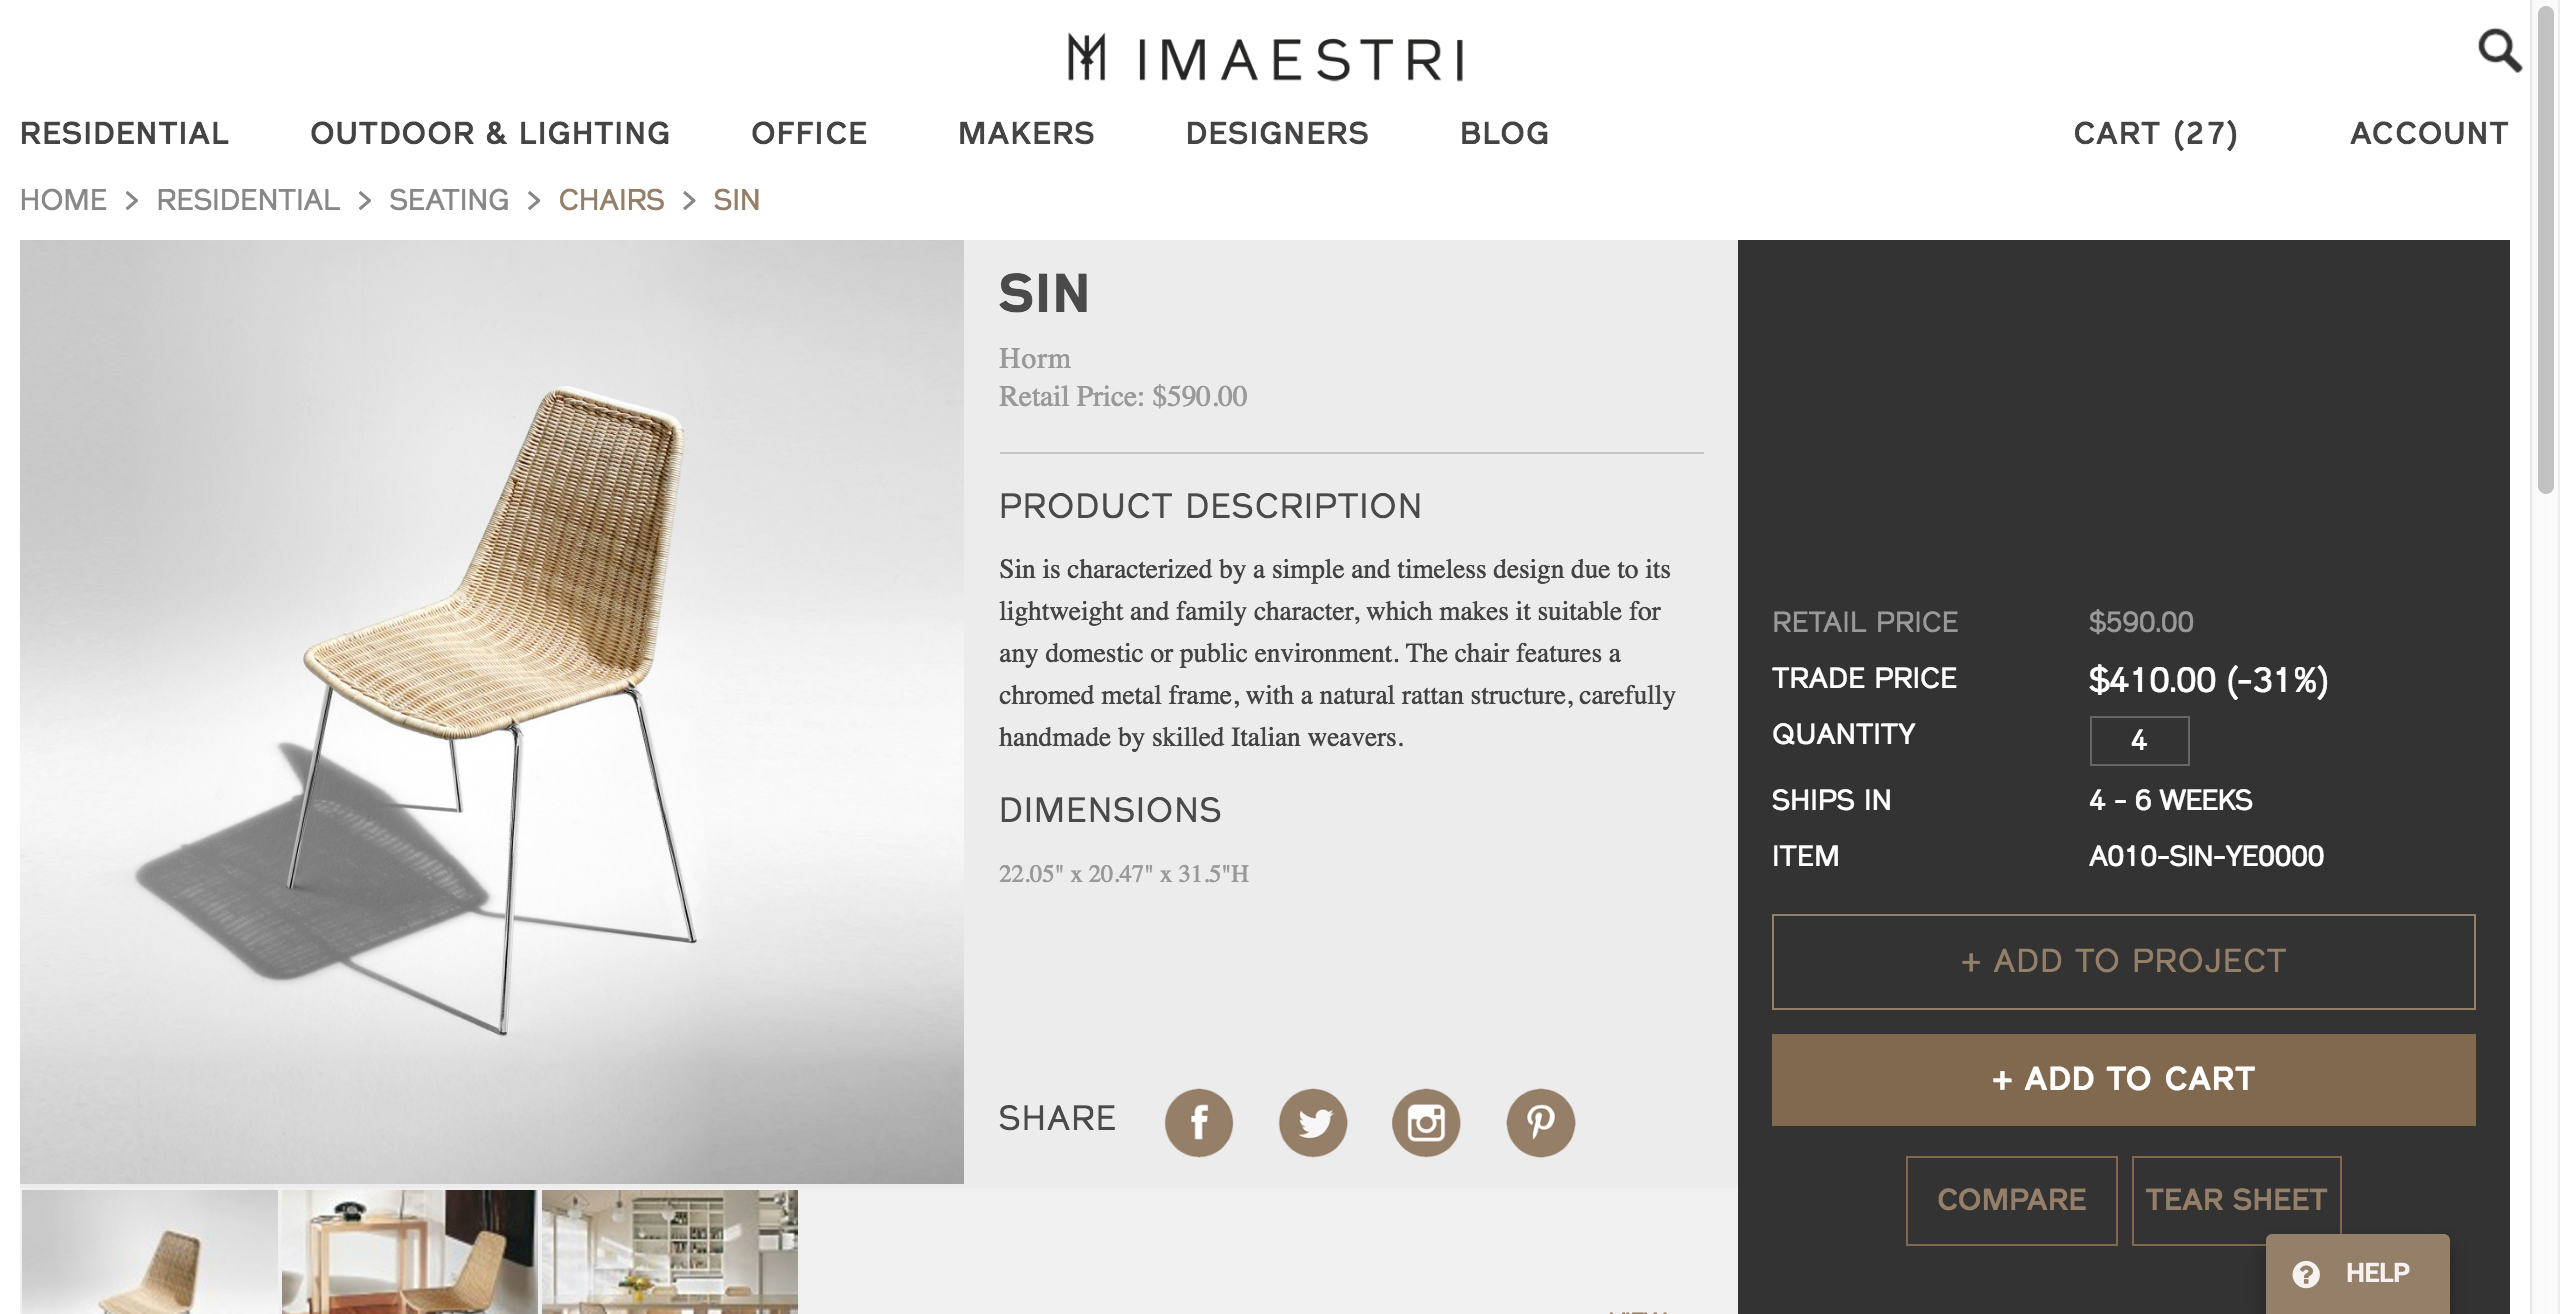 IMAESTRI
RESIDENTIAL OUTDOOR & LIGHTING OFFICE MAKERS DESIGNERS BLOG CART (27) ACCOUNT
HOME > RESIDENTIAL > SEATING > CHAIRS > SIN
SIN
Horm
Retail Price: $590.00
PRODUCT DESCRIPTION
Sin is characterized by a simple and timeless design due to its
lightweight and family character, which makes it suitable for
any domestic or public environment. The chair features a
chromed metal frame, with a natural rattan structure, carefully
handmade by skilled Italian weavers.
DIMENSIONS
22.05" x 20.47" x 31.5"H
SHARE
RETAIL PRICE $590.00
TRADE PRICE $410.00 (-31%)
QUANTITY 4
SHIPS IN 4 - 6 WEEKS
ITEM A010-SIN-YE0000
+ ADD TO PROJECT
+ ADD TO CART
COMPARE TEAR SHEET
HELP